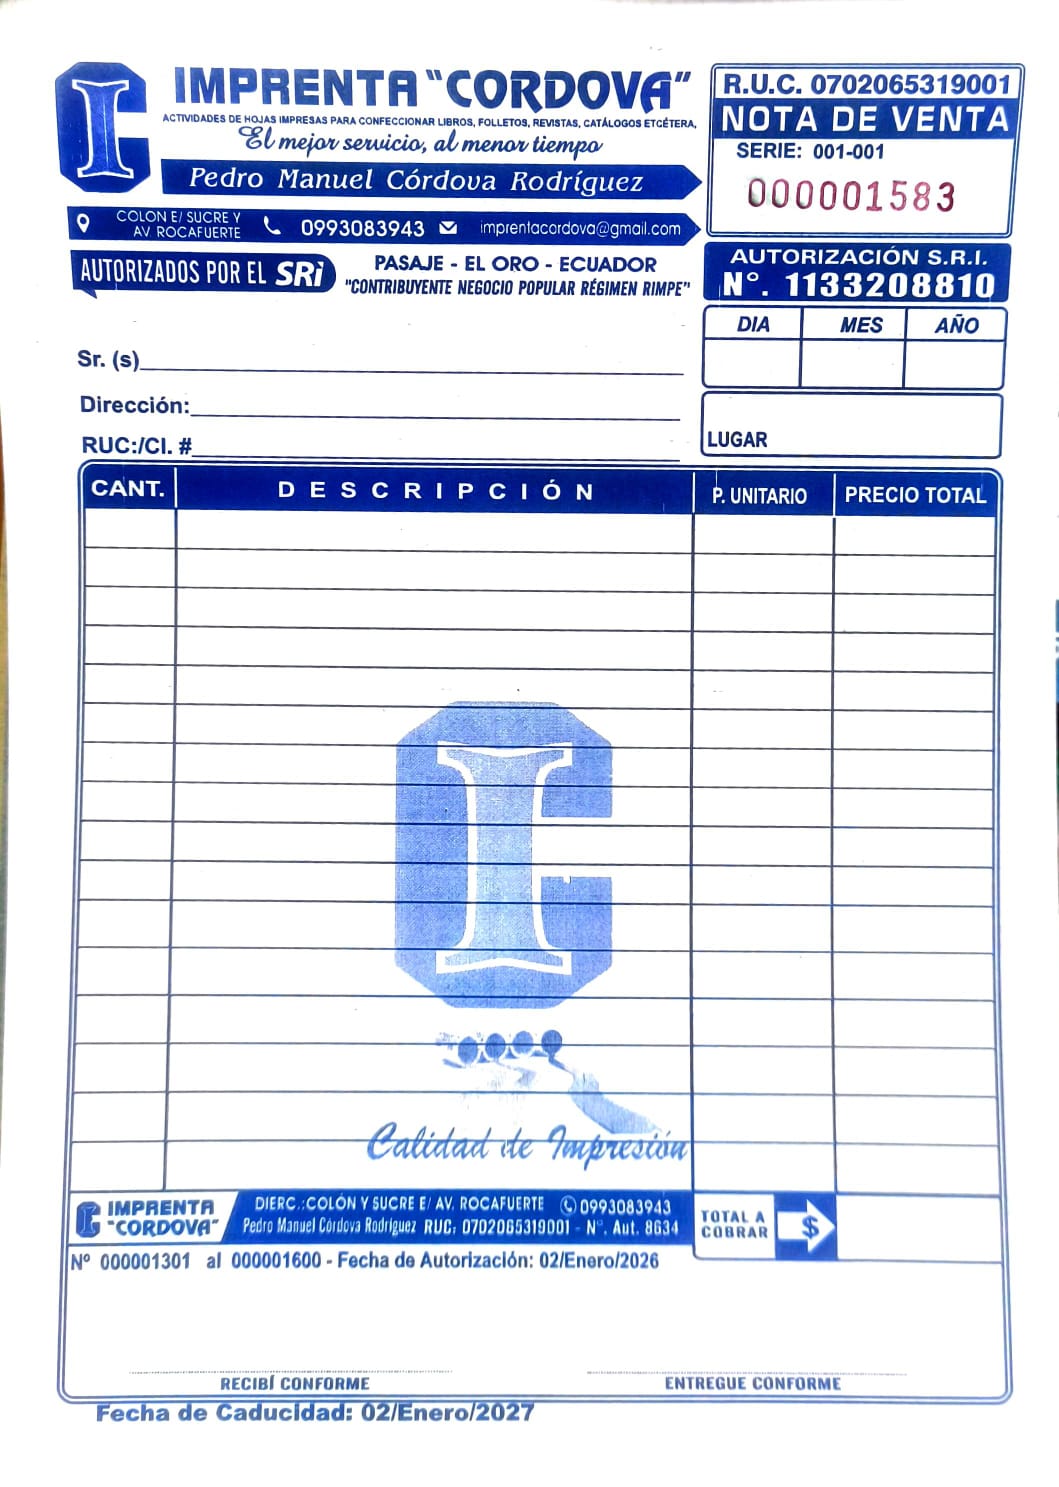 IMPRENTA "CORDOVA"
ACTIVIDADES DE HOJAS IMPRESAS PARA CONFECCIONAR LIBROS, FOLLETOS, REVISTAS, CATÁLOGOS ETCÉTERA,
El mejor servicio, al menor tiempo
Pedro Manuel Córdova Rodríguez
COLON E/ SUCRE Y
AV. ROCAFUERTE
0993083943
imprentacordova@gmail.com
AUTORIZADOS POR EL SRi
PASAJE - EL ORO - ECUADOR
"CONTRIBUYENTE NEGOCIO POPULAR RÉGIMEN RIMPE"
R.U.C. 0702065319001
NOTA DE VENTA
SERIE: 001-001
000001583
AUTORIZACIÓN S.R.I.
N°. 1133208810
DIA MES AÑO
Sr. (s)
Dirección:
RUC:/CI. #
LUGAR
CANT. DESCRIPCIÓN P. UNITARIO PRECIO TOTAL
Calidad de Impresión
IMPRENTA
"CORDOVA"
DIERC.:COLÓN Y SUCRE E/ AV. ROCAFUERTE 0993083943
Pedro Manuel Córdova Rodríguez RUC: 0702065319001 - N°. Aut. 8634
TOTAL A
COBRAR
$
Nº 000001301 al 000001600 - Fecha de Autorización: 02/Enero/2026
RECIBÍ CONFORME
ENTREGUE CONFORME
Fecha de Caducidad: 02/Enero/2027